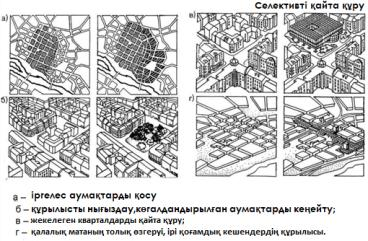 Селективті қайта құру
а)
в)
б)
г)
а – іргелес аумақтарды қосу
б – құрылысты нығыздау,көгалдандырылған аумақтарды кеңейту;
в – жекелеген кварталдарды қайта құру;
г – қалалық матаның толық өзгеруі, ірі қоғамдық кешендердің құрылысы.